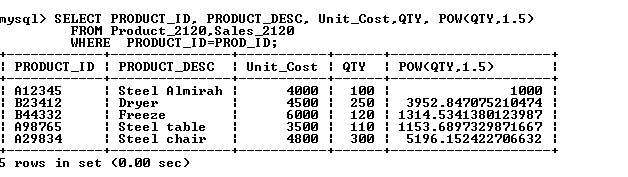 mysql> SELECT PRODUCT_ID, PRODUCT_DESC, Unit_Cost,QTY, POW(QTY,1.5)
FROM Product_2120,Sales_2120
WHERE PRODUCT_ID=PROD_ID;
+------------+---------------+-----------+-----+--------------------+
| PRODUCT_ID | PRODUCT_DESC | Unit_Cost | QTY | POW(QTY,1.5) |
+------------+---------------+-----------+-----+--------------------+
| A12345 | Steel Almirah | 4000 | 100 | 1000 |
| B23412 | Dryer | 4500 | 250 | 3952.847075210474 |
| B44332 | Freeze | 6000 | 120 | 1314.5341380123987 |
| A98765 | Steel table | 3500 | 110 | 1153.6897329871667 |
| A29834 | Steel chair | 4800 | 300 | 5196.152422706632 |
+------------+---------------+-----------+-----+--------------------+
5 rows in set (0.00 sec)